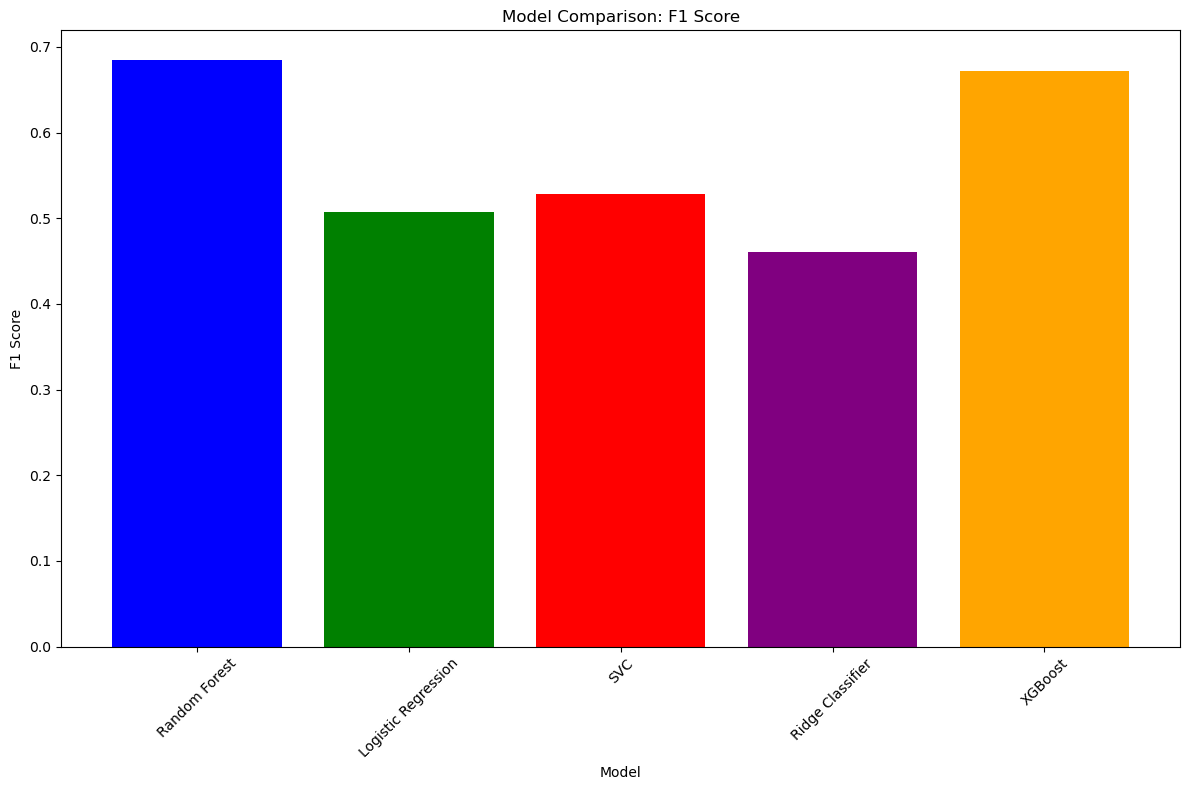 Model Comparison: F1 Score
F1 Score
0.7
0.6
0.5
0.4
0.3
0.2
0.1
0.0
Random Forest
Logistic Regression
SVC
Ridge Classifier
XGBoost
Model